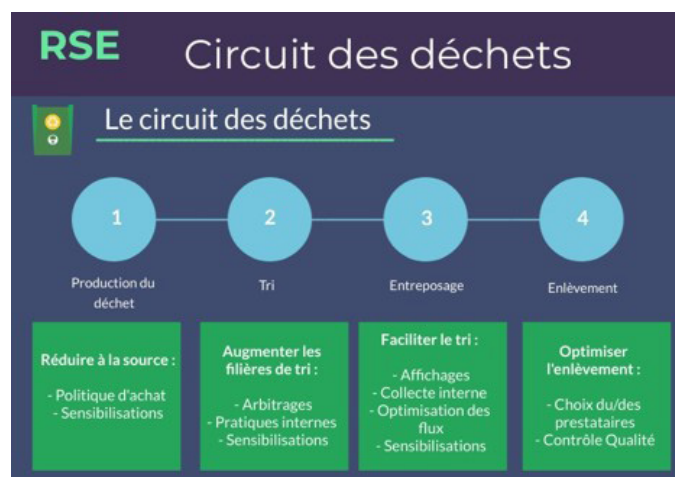 RSE
Circuit des déchets
Le circuit des déchets
1
2
3
4
Production du
déchet
Tri
Entreposage
Enlèvement
Réduire à la source :
- Politique d'achat
- Sensibilisations
Augmenter les
filières de tri :
- Arbitrages
- Pratiques internes
- Sensibilisations
Faciliter le tri :
- Affichages
- Collecte interne
- Optimisation des
flux
- Sensibilisations
Optimiser
l'enlèvement :
- Choix du/des
prestataires
- Contrôle Qualité